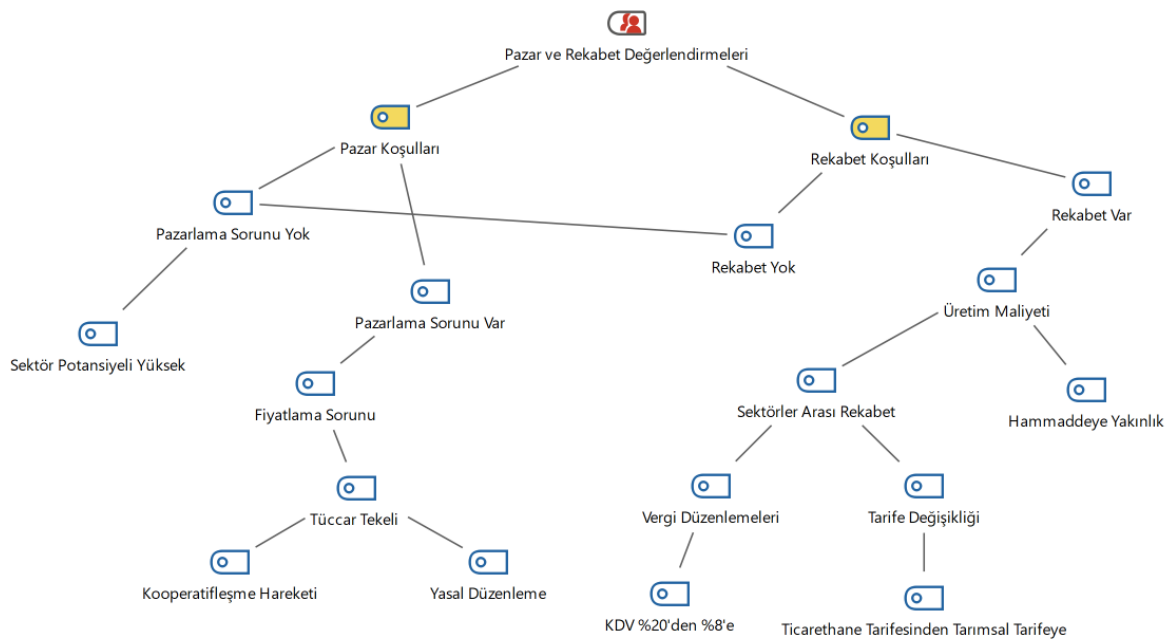 Pazar ve Rekabet Değerlendirmeleri
Pazar Koşulları
Rekabet Koşulları
Pazarlama Sorunu Yok
Rekabet Var
Rekabet Yok
Pazarlama Sorunu Var
Üretim Maliyeti
Sektör Potansiyeli Yüksek
Fiyatlama Sorunu
Sektörler Arası Rekabet
Hammaddeye Yakınlık
Tüccar Tekeli
Vergi Düzenlemeleri
Tarife Değişikliği
Kooperatifleşme Hareketi
Yasal Düzenleme
KDV %20'den %8'e
Ticarethane Tarifesinden Tarımsal Tarifeye